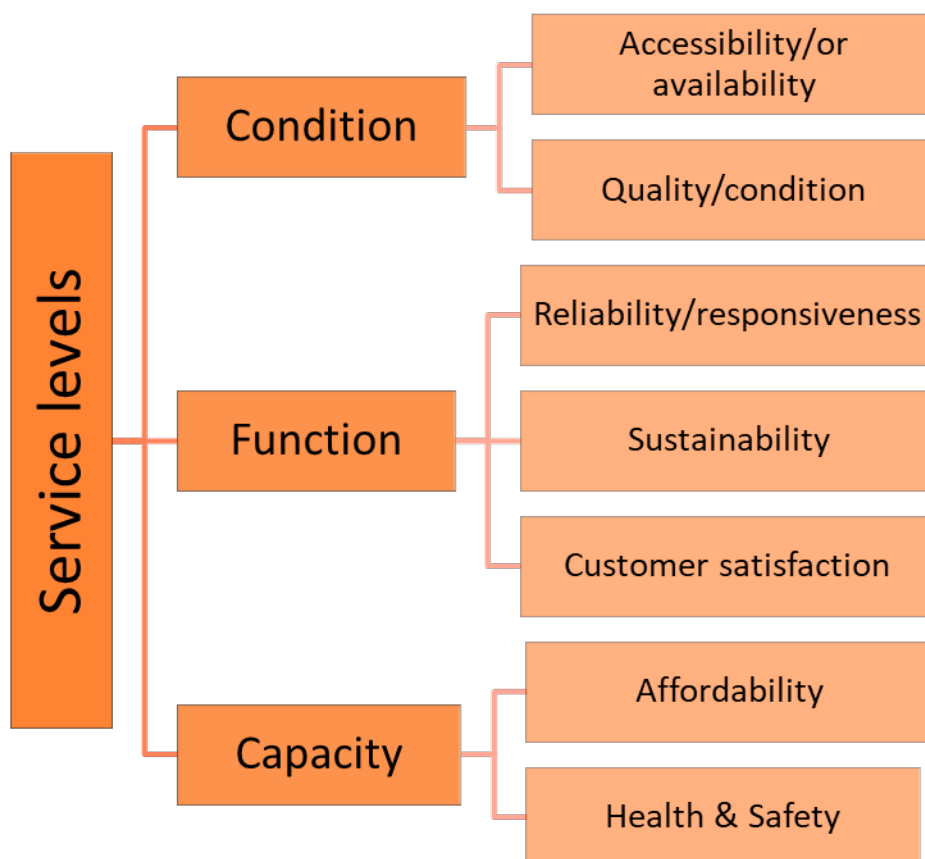 Service levels
Condition
Accessibility/or
availability
Quality/condition
Function
Reliability/responsiveness
Sustainability
Customer satisfaction
Capacity
Affordability
Health & Safety